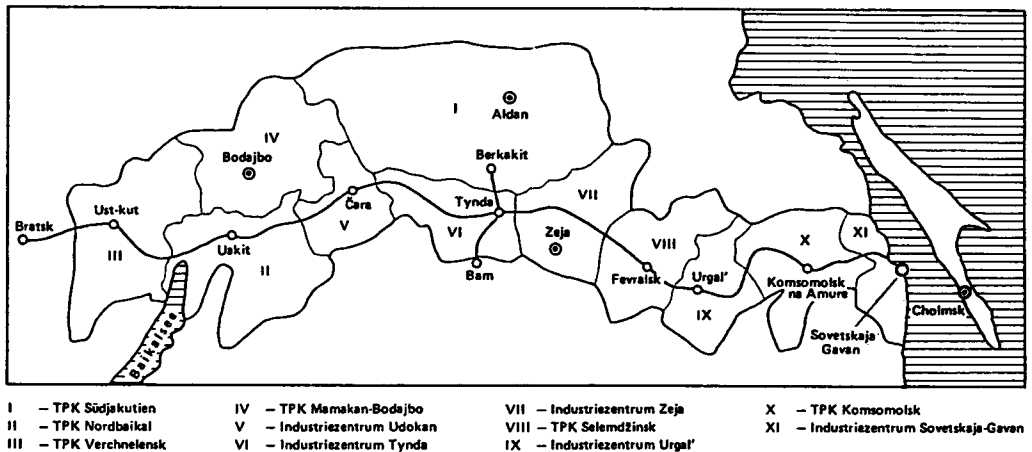 I
Aldan
IV
Bodajbo
Berkakit
VII
Čara
Tynda
Ust-kut
Bratsk
III
Uakit
V
VI
Zeja
VIII
X
XI
II
Bam
Fevralsk
Urgal'
Komsomolsk
na Amure
Cholmsk
IX
Sovetskaja
Gavan
Baikalsee
I – TPK Südjakutien
II – TPK Nordbaikal
III – TPK Verchnelensk
IV – TPK Mamakan-Bodajbo
V – Industriezentrum Udokan
VI – Industriezentrum Tynda
VII – Industriezentrum Zeja
VIII – TPK Selemdžinsk
IX – Industriezentrum Urgal'
X – TPK Komsomolsk
XI – Industriezentrum Sovetskaja-Gavan